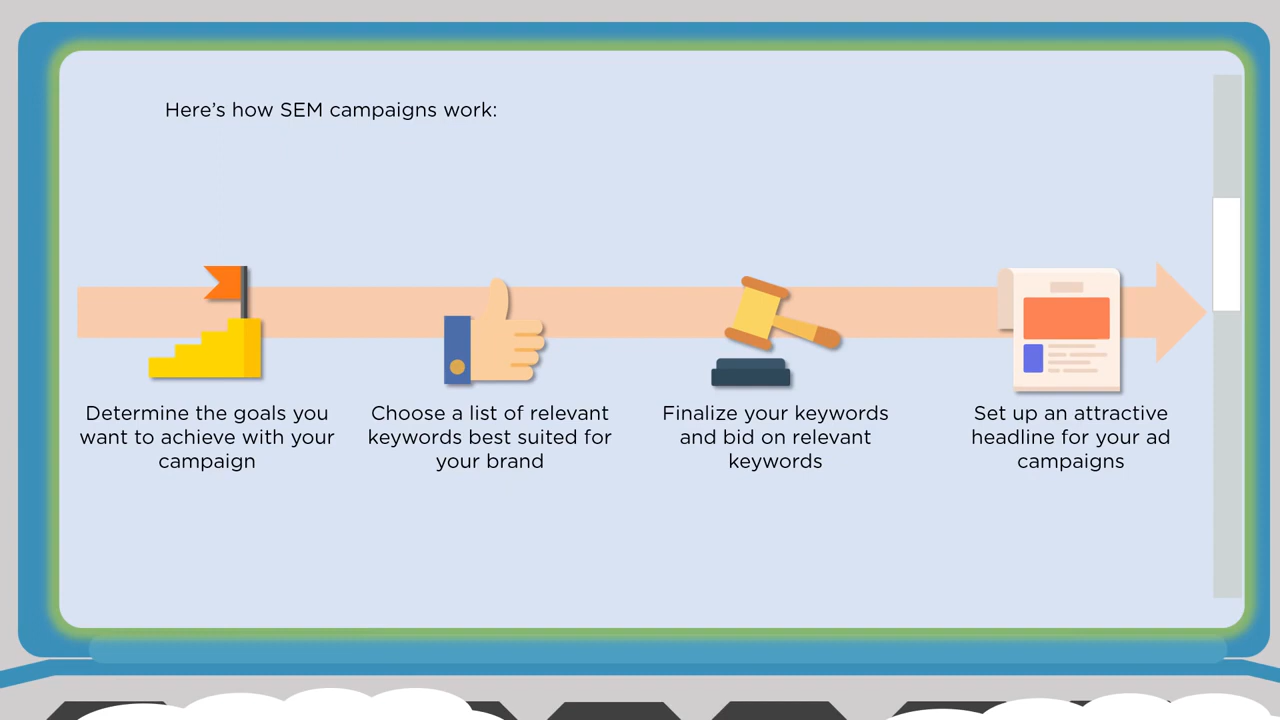 Here’s how SEM campaigns work:
Determine the goals you
want to achieve with your
campaign
Choose a list of relevant
keywords best suited for
your brand
Finalize your keywords
and bid on relevant
keywords
Set up an attractive
headline for your ad
campaigns